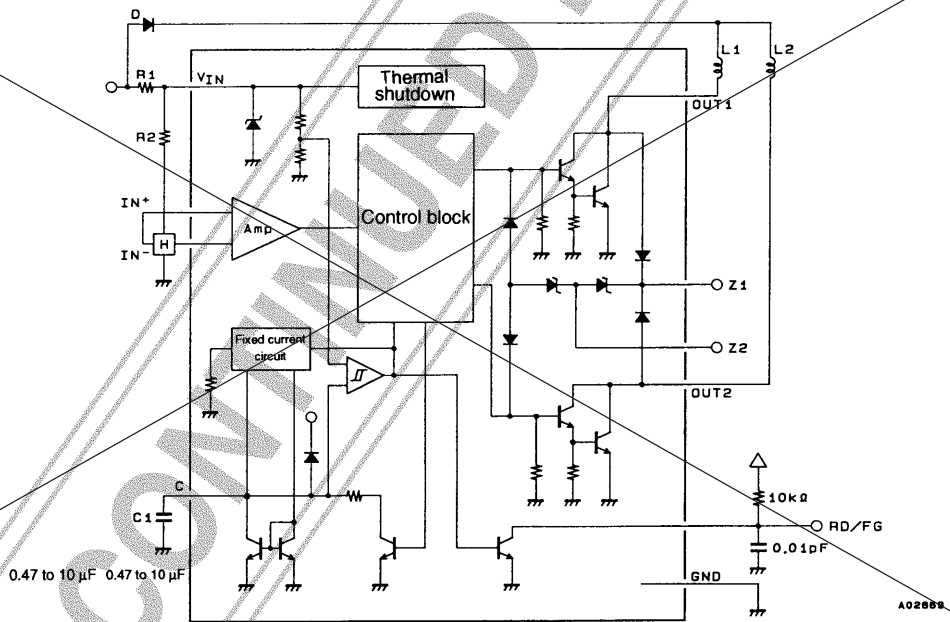 D
L1
L2
R1
VIN
Thermal
shutdown
OUT1
R2
IN+
Amp
Control block
H
IN-
Z1
Fixed current
circuit
Z2
OUT2
C
10kΩ
C1
RD/FG
0.01pF
0.47 to 10 µF 0.47 to 10 µF
GND
A02669
CONTINUED